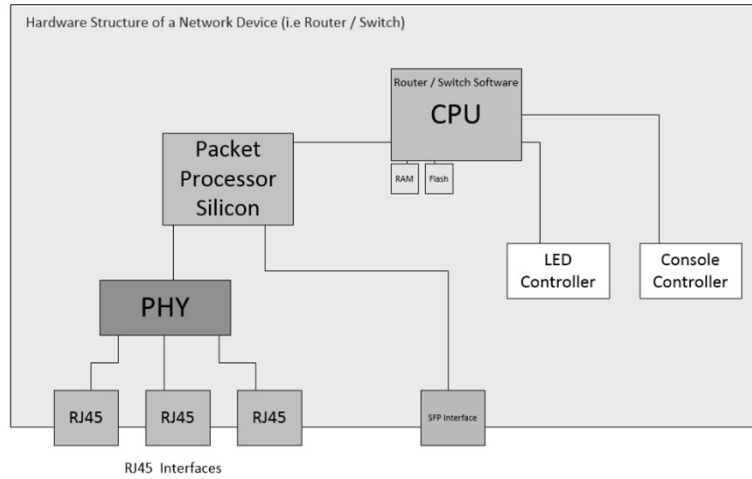 Hardware Structure of a Network Device (i.e Router / Switch)
Router / Switch Software
CPU
RAM
Flash
Packet
Processor
Silicon
LED
Controller
Console
Controller
PHY
RJ45
RJ45
RJ45
SFP Interface
RJ45 Interfaces